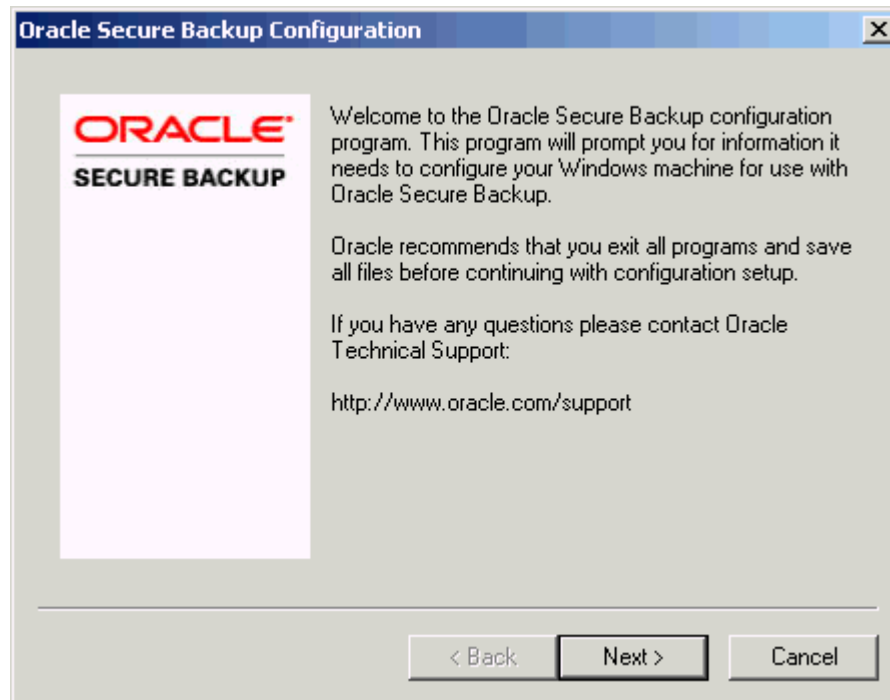 Oracle Secure Backup Configuration
ORACLE
SECURE BACKUP
Welcome to the Oracle Secure Backup configuration
program. This program will prompt you for information it
needs to configure your Windows machine for use with
Oracle Secure Backup.
Oracle recommends that you exit all programs and save
all files before continuing with configuration setup.
If you have any questions please contact Oracle
Technical Support:
http://www.oracle.com/support
< Back
Next >
Cancel